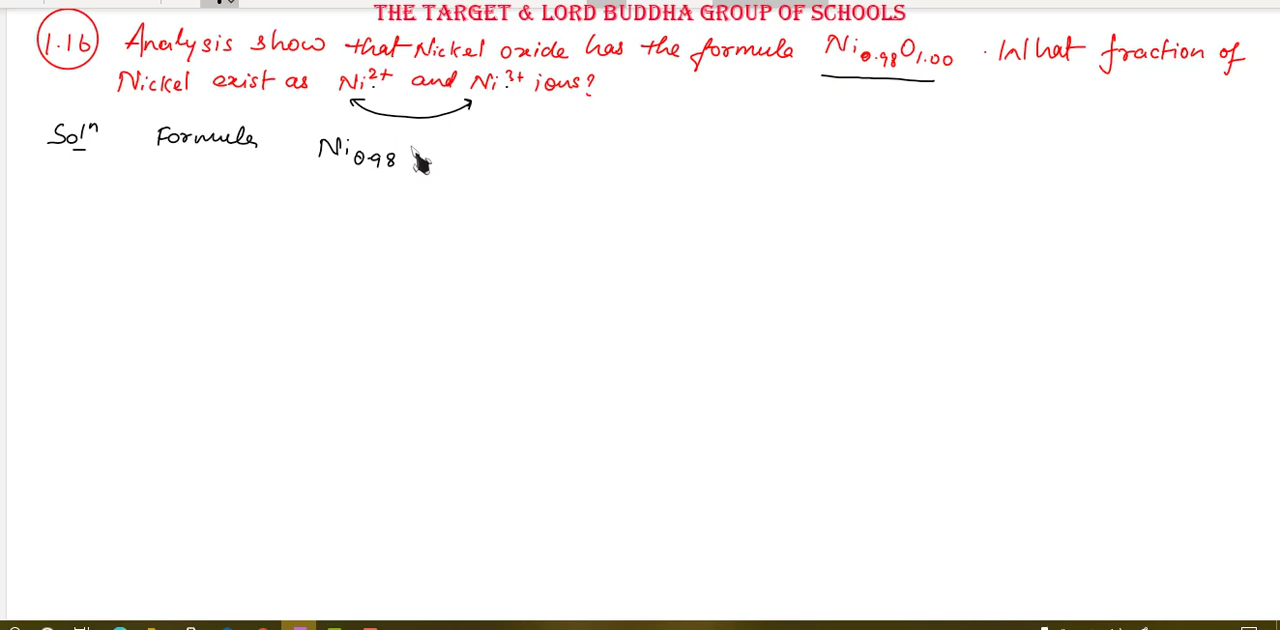 THE TARGET & LORD BUDDHA GROUP OF SCHOOLS
1.16 Analysis show that Nickel oxide has the formula Ni0.98O1.00. What fraction of
Nickel exist as Ni2+ and Ni3+ ions?
Soln Formula Ni0.98